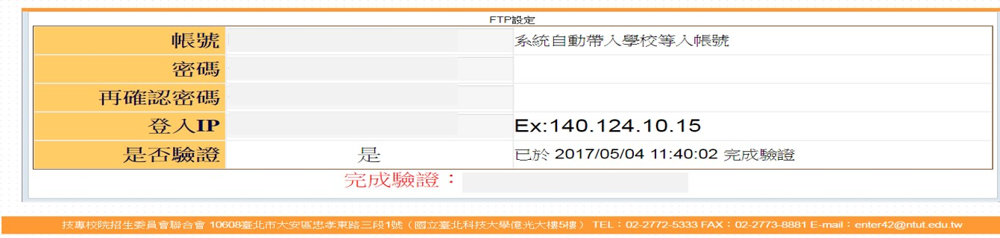 FTP設定
帳號 系統自動帶入學校等入帳號
密碼
再確認密碼
登入IP Ex:140.124.10.15
是否驗證 是 已於 2017/05/04 11:40:02 完成驗證
完成驗證：
技專校院招生委員會聯合會 10608臺北市大安區忠孝東路三段1號（國立臺北科技大學億光大樓5樓） TEL：02-2772-5333 FAX：02-2773-8881 E-mail：enter42@ntut.edu.tw